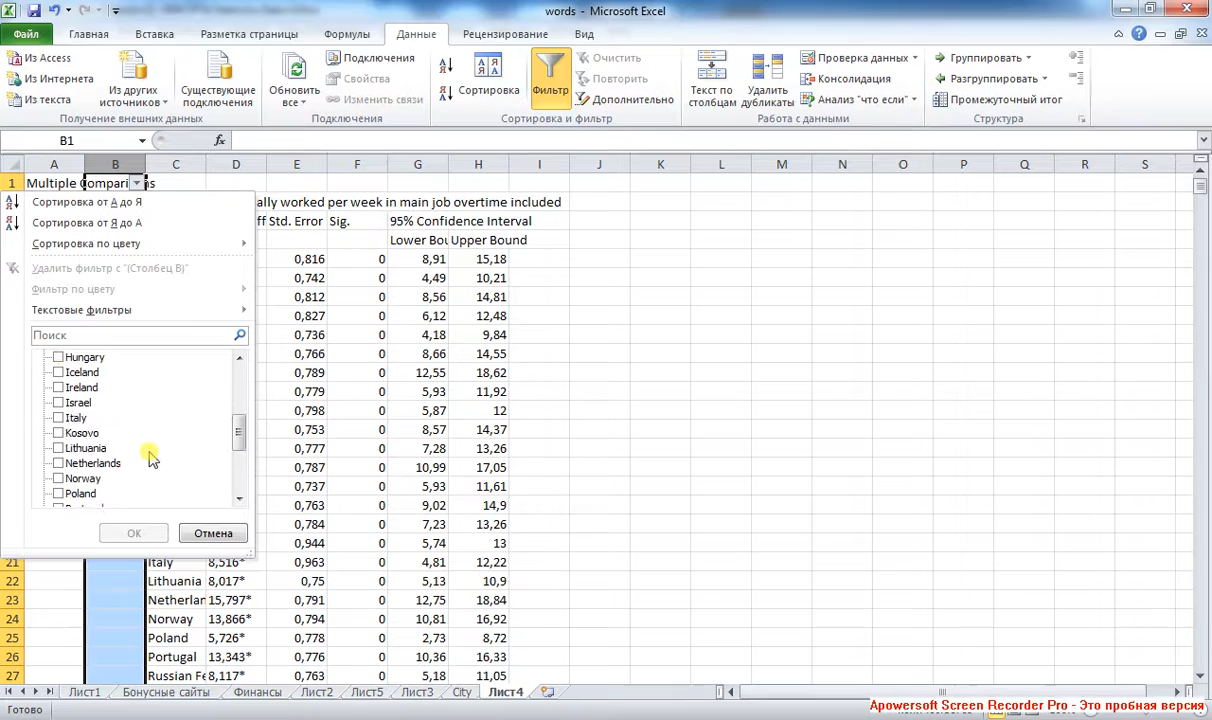 words - Microsoft Excel
Файл Главная Вставка Разметка страницы Формулы Данные Рецензирование Вид
Из Access
Из Интернета
Из текста
Из других источников
Существующие подключения
Получение внешних данных
Обновить все
Подключения
Свойства
Изменить связи
Подключения
Сортировка
Фильтр
Очистить
Повторить
Дополнительно
Сортировка и фильтр
Текст по столбцам
Удалить дубликаты
Проверка данных
Консолидация
Анализ "что если"
Работа с данными
Группировать
Разгруппировать
Промежуточный итог
Структура
B1 fx
A B C D E F G H I J K L M N O P Q R S
1 Multiple Comparisons
Сортировка от А до Я
Сортировка от Я до А
Сортировка по цвету
Удалить фильтр с "(Столбец B)"
Фильтр по цвету
Текстовые фильтры
Поиск
Hungary
Iceland
Ireland
Israel
Italy
Kosovo
Lithuania
Netherlands
Norway
Poland
ОК Отмена
ally worked per week in main job overtime included
ff Std. Error Sig. 95% Confidence Interval
Lower Bou Upper Bound
0,816 0 8,91 15,18
0,742 0 4,49 10,21
0,812 0 8,56 14,81
0,827 0 6,12 12,48
0,736 0 4,18 9,84
0,766 0 8,66 14,55
0,789 0 12,55 18,62
0,779 0 5,93 11,92
0,798 0 5,87 12
0,753 0 8,57 14,37
0,777 0 7,28 13,26
0,787 0 10,99 17,05
0,737 0 5,93 11,61
0,763 0 9,02 14,9
0,784 0 7,23 13,26
0,944 0 5,74 13
21 Italy 8,516* 0,963 0 4,81 12,22
22 Lithuania 8,017* 0,75 0 5,13 10,9
23 Netherlan 15,797* 0,791 0 12,75 18,84
24 Norway 13,866* 0,794 0 10,81 16,92
25 Poland 5,726* 0,778 0 2,73 8,72
26 Portugal 13,343* 0,776 0 10,36 16,33
27 Russian Fe 8,117* 0,763 0 5,18 11,05
Лист1 Бонусные сайты Финансы Лист2 Лист5 Лист3 City Лист4
Готово
Apowersoft Screen Recorder Pro - Это пробная версия